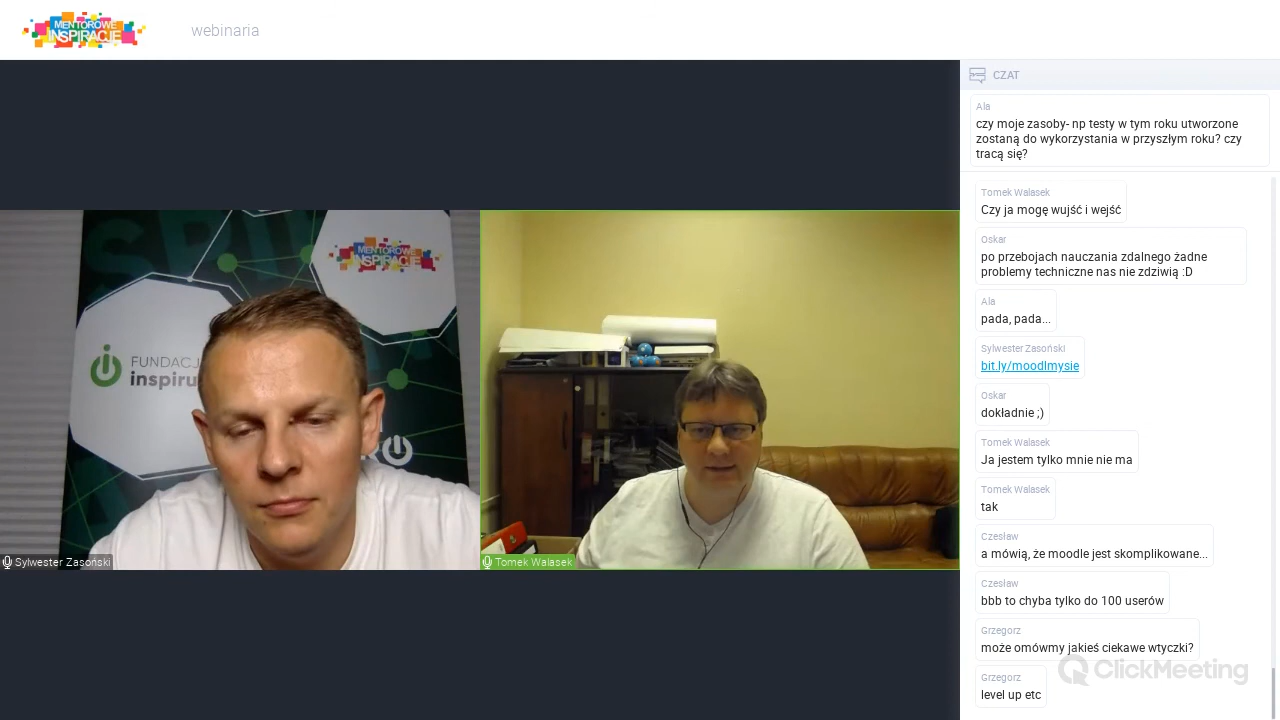 MENTOROWE
INSPIRACJE
webinaria
CZAT
Ala
czy moje zasoby- np testy w tym roku utworzone
zostaną do wykorzystania w przyszłym roku? czy
tracą się?
Tomek Walasek
Czy ja mogę wujść i wejść
Oskar
po przebojach nauczania zdalnego żadne
problemy techniczne nas nie zdziwią :D
Ala
pada, pada...
Sylwester Zasoński
bit.ly/moodlmysie
Oskar
dokładnie ;)
Tomek Walasek
Ja jestem tylko mnie nie ma
Tomek Walasek
tak
Czesław
a mówią, że moodle jest skomplikowany...
Czesław
bbb to chyba tylko do 100 userów
Grzegorz
może omówmy jakieś ciekawe wtyczki?
Grzegorz
level up etc
ClickMeeting
MENTOROWE
INSPIRACJE
FUNDACJ
inspiru
Sylwester Zasoński
Tomek Walasek